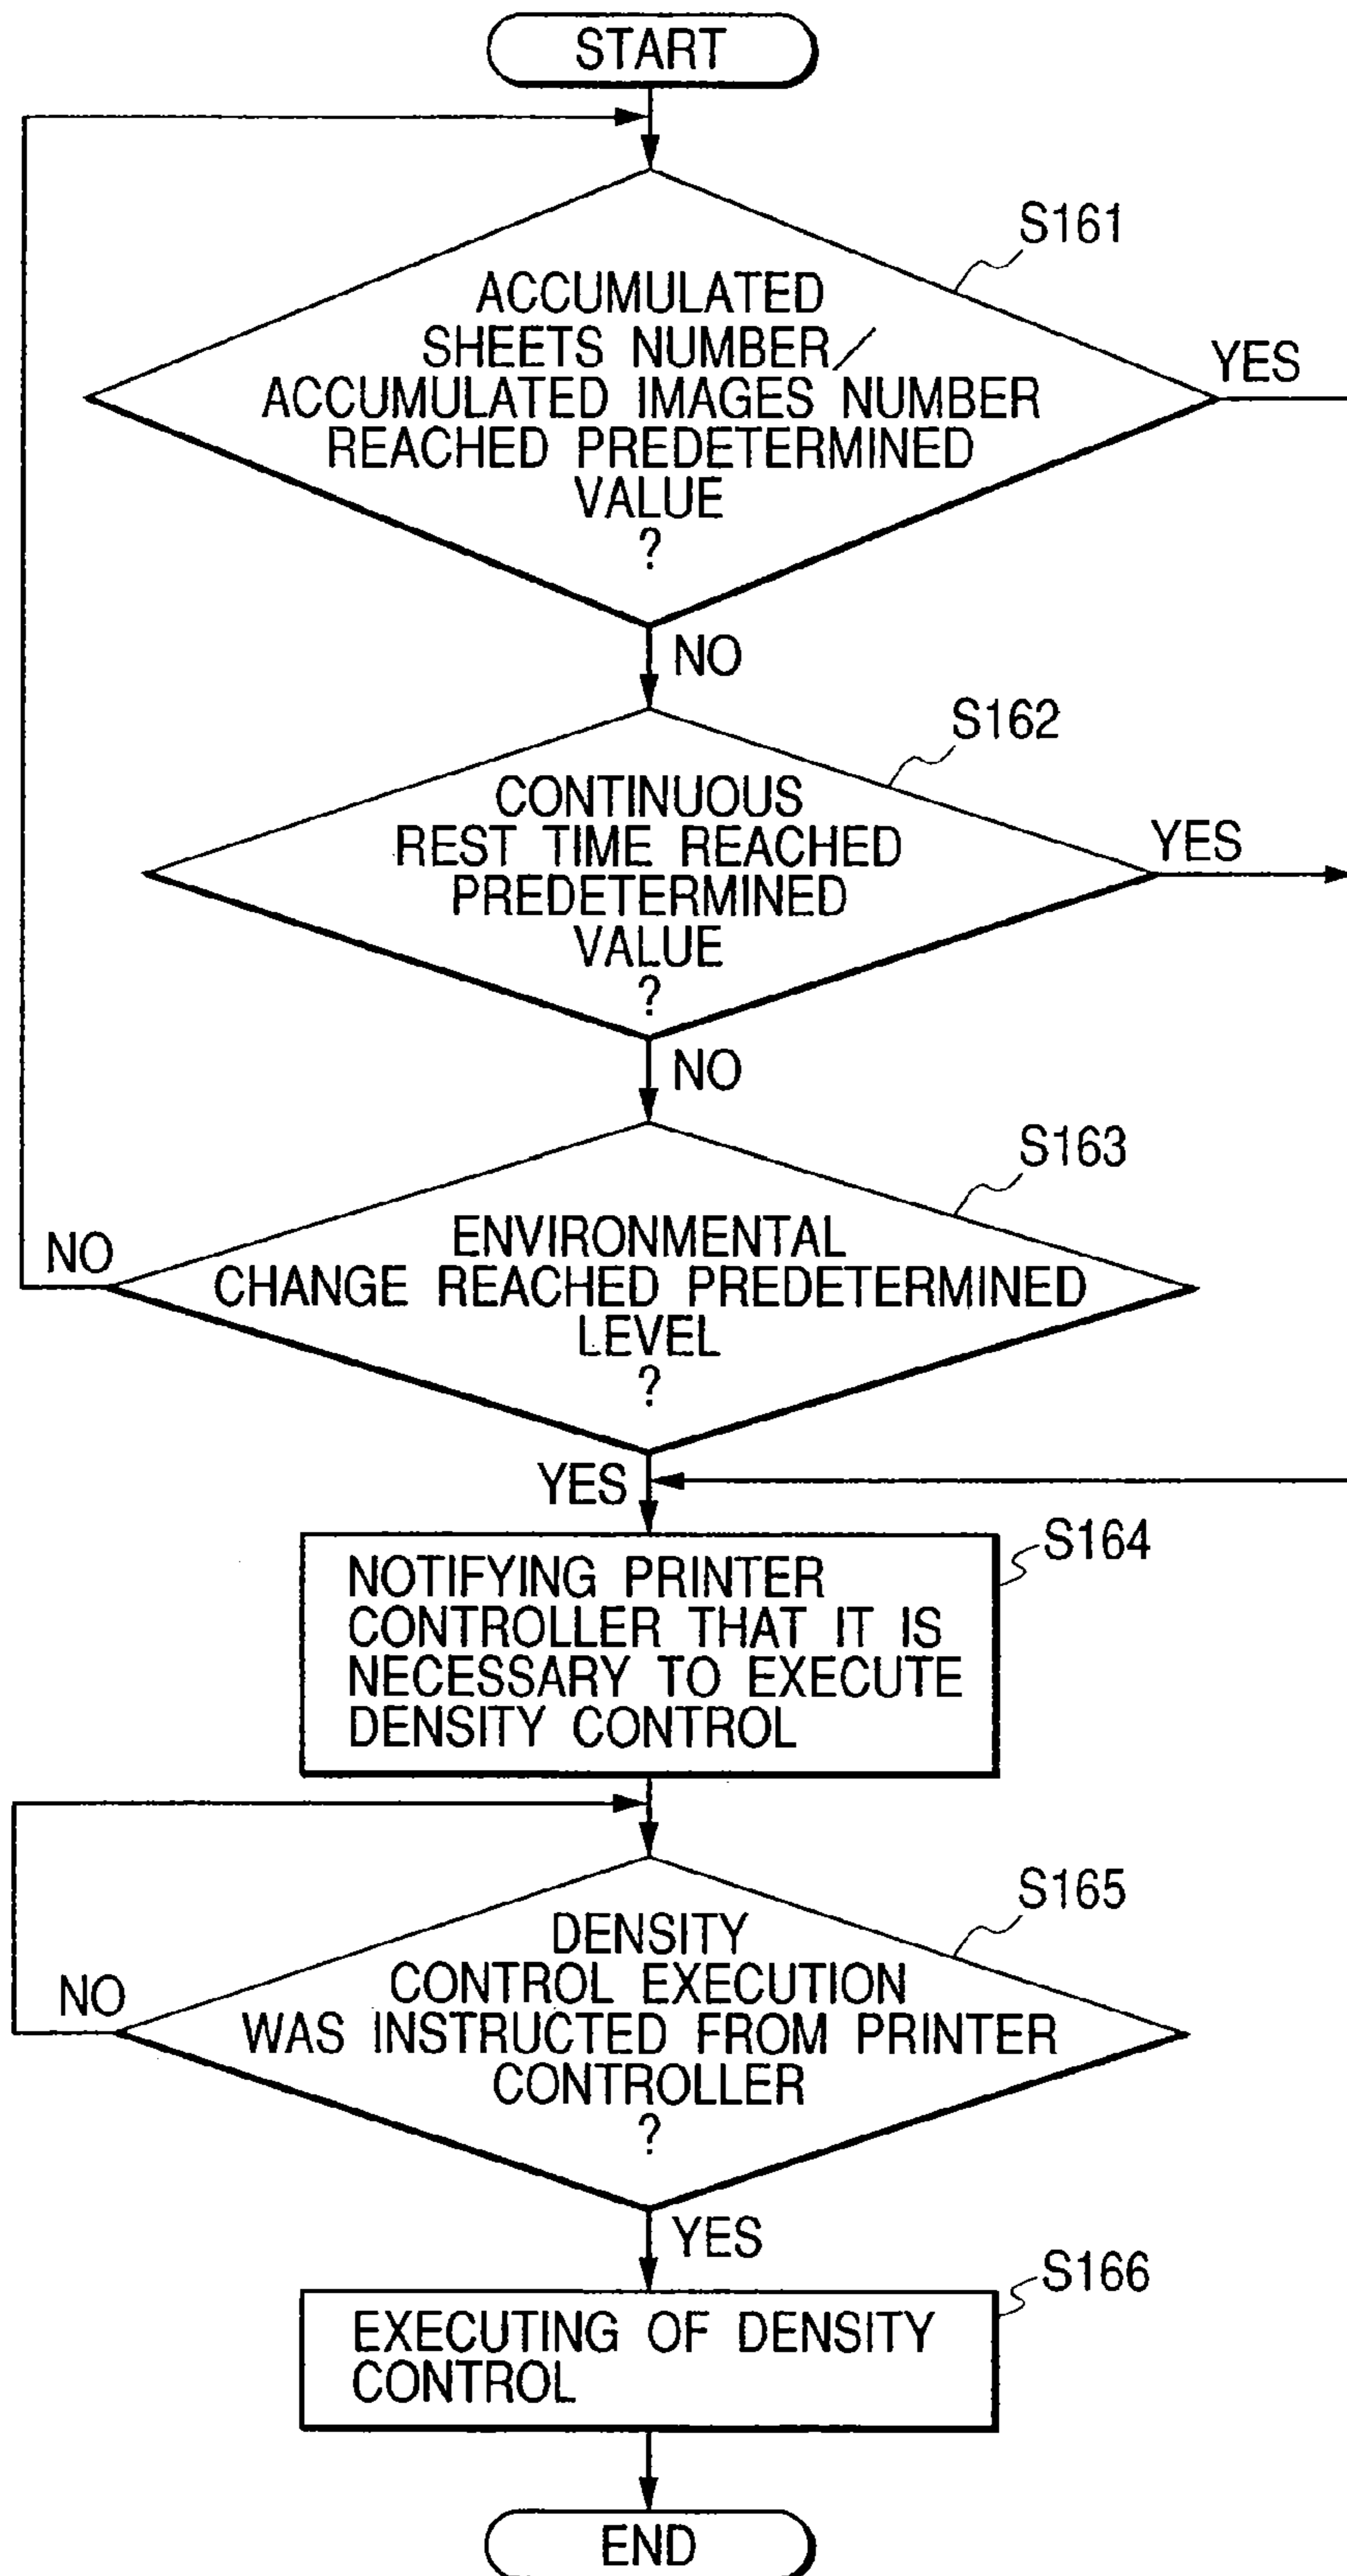 START
S161
ACCUMULATED
SHEETS NUMBER/
ACCUMULATED IMAGES NUMBER
REACHED PREDETERMINED
VALUE
?
YES
NO
S162
CONTINUOUS
REST TIME REACHED
PREDETERMINED
VALUE
?
YES
NO
S163
ENVIRONMENTAL
CHANGE REACHED PREDETERMINED
LEVEL
?
NO
YES
S164
NOTIFYING PRINTER
CONTROLLER THAT IT IS
NECESSARY TO EXECUTE
DENSITY CONTROL
S165
DENSITY
CONTROL EXECUTION
WAS INSTRUCTED FROM PRINTER
CONTROLLER
?
NO
YES
S166
EXECUTING OF DENSITY
CONTROL
END